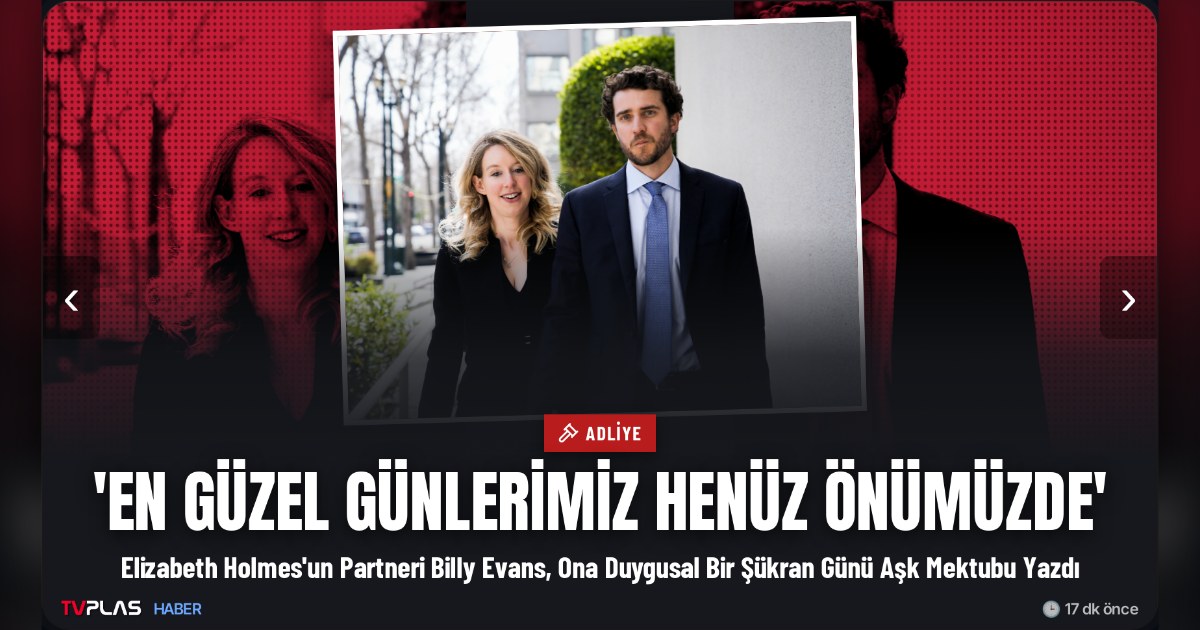 ADLİYE
'EN GÜZEL GÜNLERİMİZ HENÜZ ÖNÜMÜZDE'
Elizabeth Holmes'un Partneri Billy Evans, Ona Duygusal Bir Şükran Günü Aşk Mektubu Yazdı
TVPLAS HABER
17 dk önce